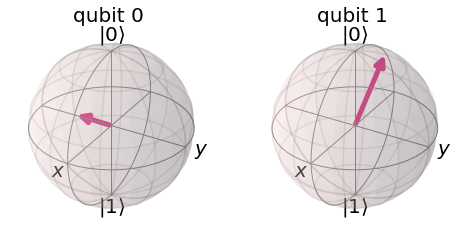 qubit 0
qubit 1
|0⟩
|0⟩
x
y
x
y
|1⟩
|1⟩